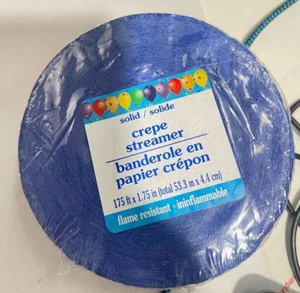 solid / solide
crepe
streamer
banderole en
papier crépon
175 ft x 1.75 in (total 53.3 m x 4.4 cm)
flame resistant - ininflammable